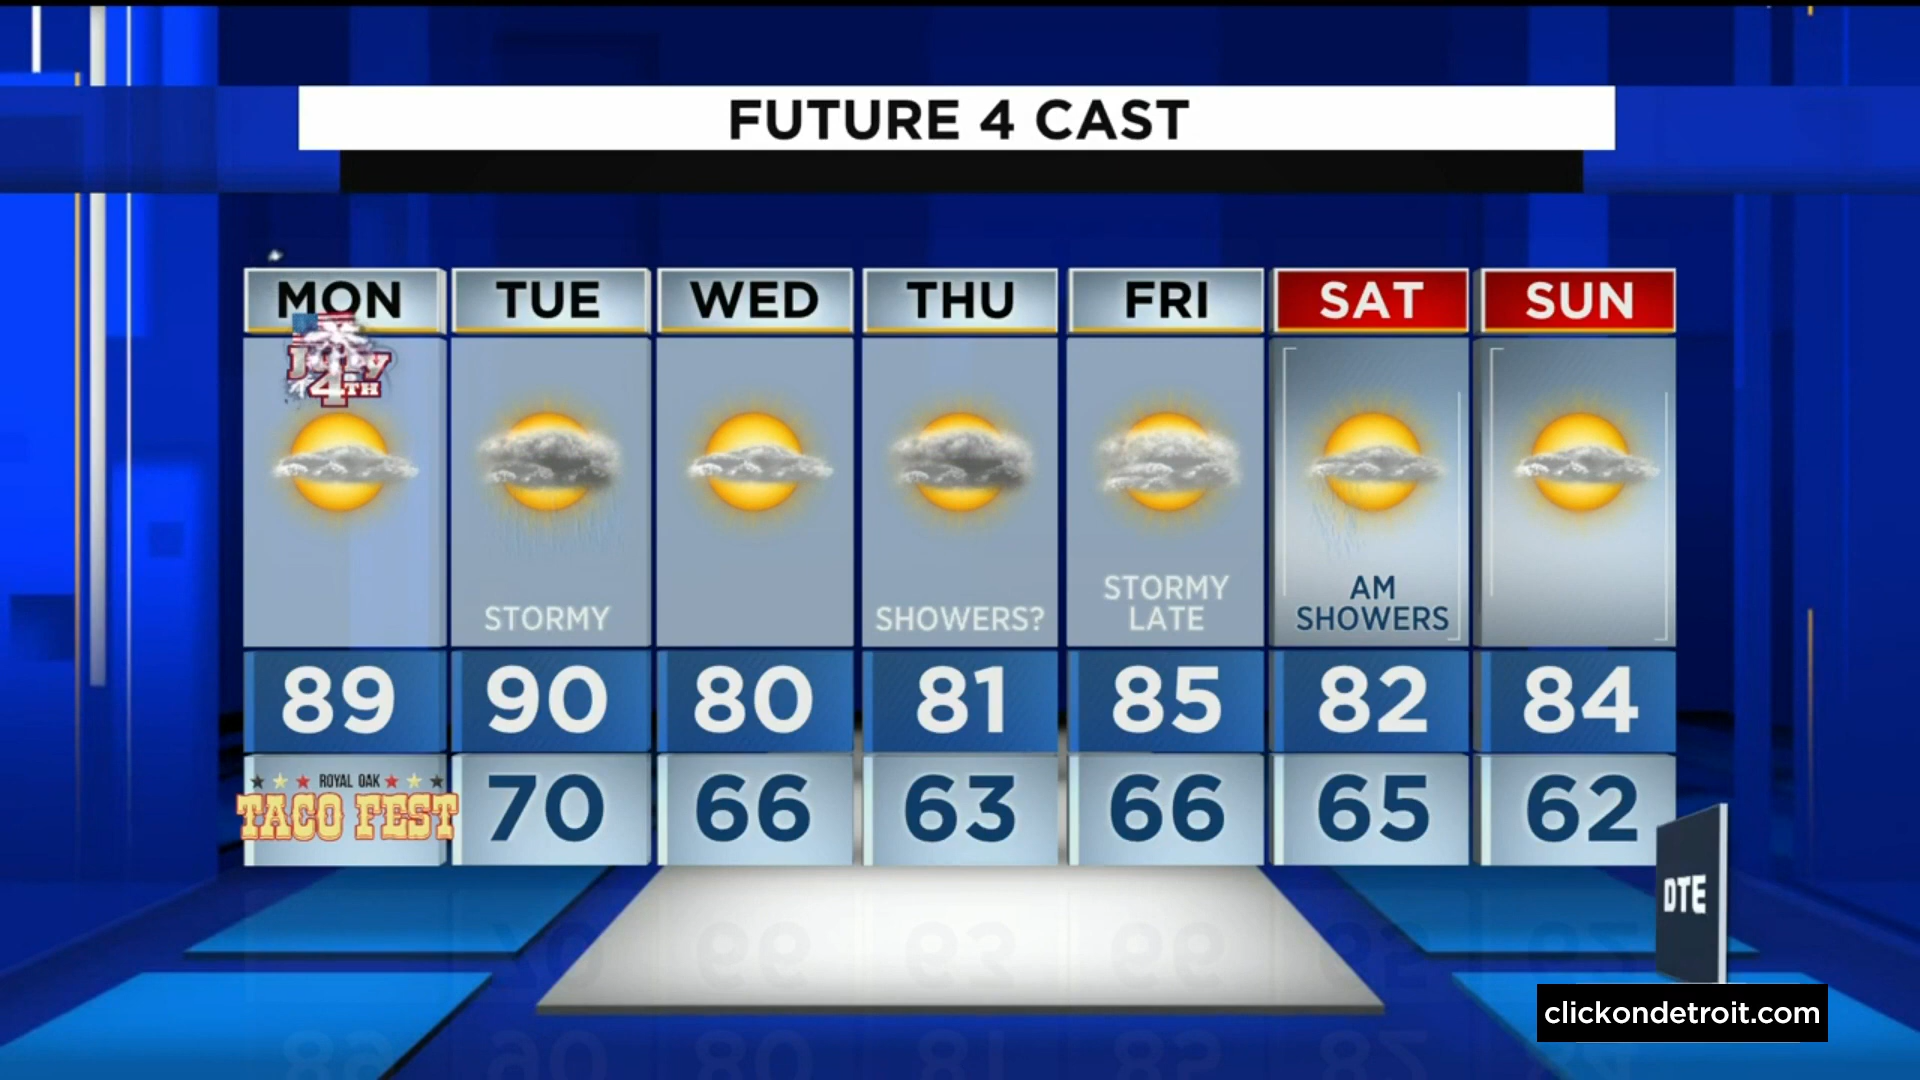 FUTURE 4 CAST
MON TUE WED THU FRI SAT SUN
July
4TH
STORMY
SHOWERS?
STORMY
LATE
AM
SHOWERS
89 90 80 81 85 82 84
ROYAL OAK
TACO FEST
70 66 63 66 65 62
DTE
clickondetroit.com